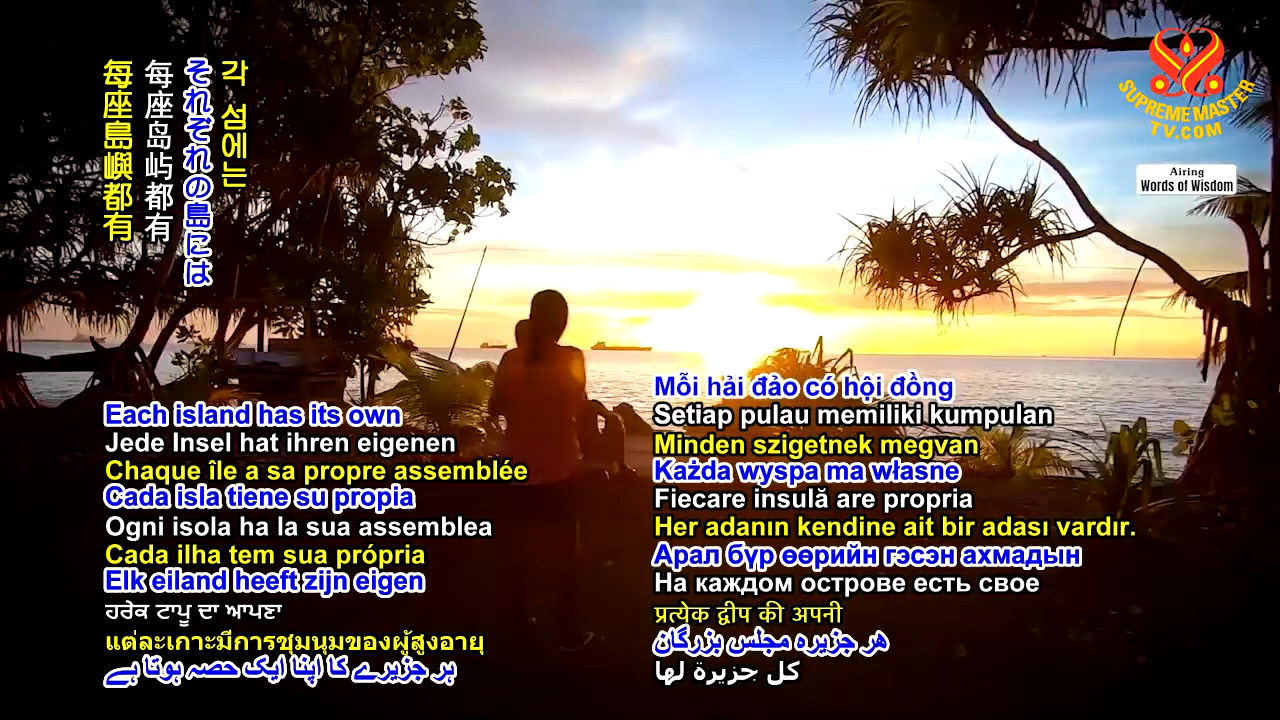 각 섬에는
それぞれの島には
每座岛屿都有
每座島嶼都有
SUPREME MASTER
TV.COM
Airing
Words of Wisdom
Each island has its own
Jede Insel hat ihren eigenen
Chaque île a sa propre assemblée
Cada isla tiene su propia
Ogni isola ha la sua assemblea
Cada ilha tem sua própria
Elk eiland heeft zijn eigen
ਹਰੇਕ ਟਾਪੂ ਦਾ ਆਪਣਾ
แต่ละเกาะมีการชุมนุมของผู้สูงอายุ
ہر جزیرے کا اپنا ایک حصہ ہوتا ہے
Mỗi hải đảo có hội đồng
Setiap pulau memiliki kumpulan
Minden szigetnek megvan
Każda wyspa ma własne
Fiecare insulă are propria
Her adanın kendine ait bir adası vardır.
Арал бүр өөрийн гэсэн ахмадын
На каждом острове есть свое
प्रत्येक द्वीप की अपनी
هر جزیره مجلس بزرگان
كل جزيرة لها